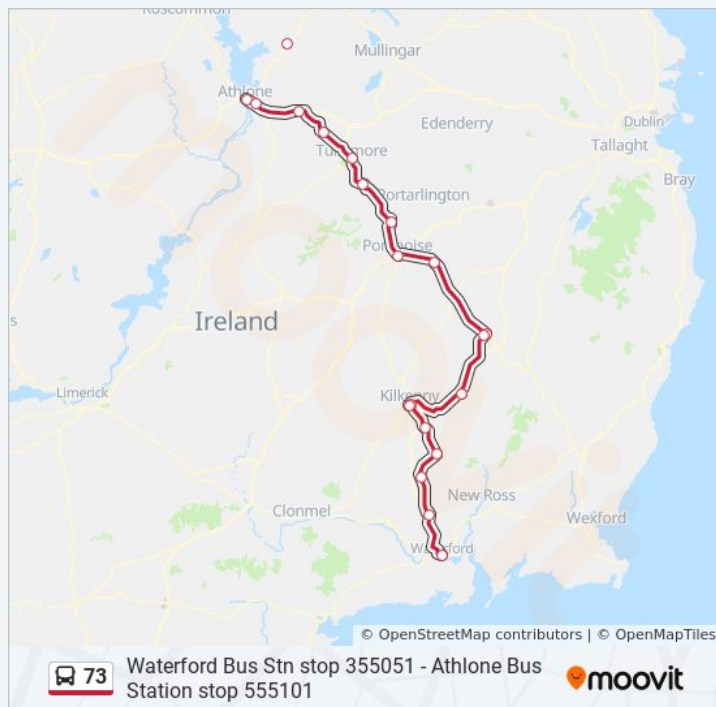 Roscommon
Mullingar
Athlone
Dublin
Edenderry
Tallaght
Tullamore
Bray
Portarlington
Portlaoise
Ireland
Limerick
Kilkenny
New Ross
Clonmel
Wexford
Waterford
© OpenStreetMap contributors | © OpenMapTiles
73
Waterford Bus Stn stop 355051 - Athlone Bus
Station stop 555101
moovit